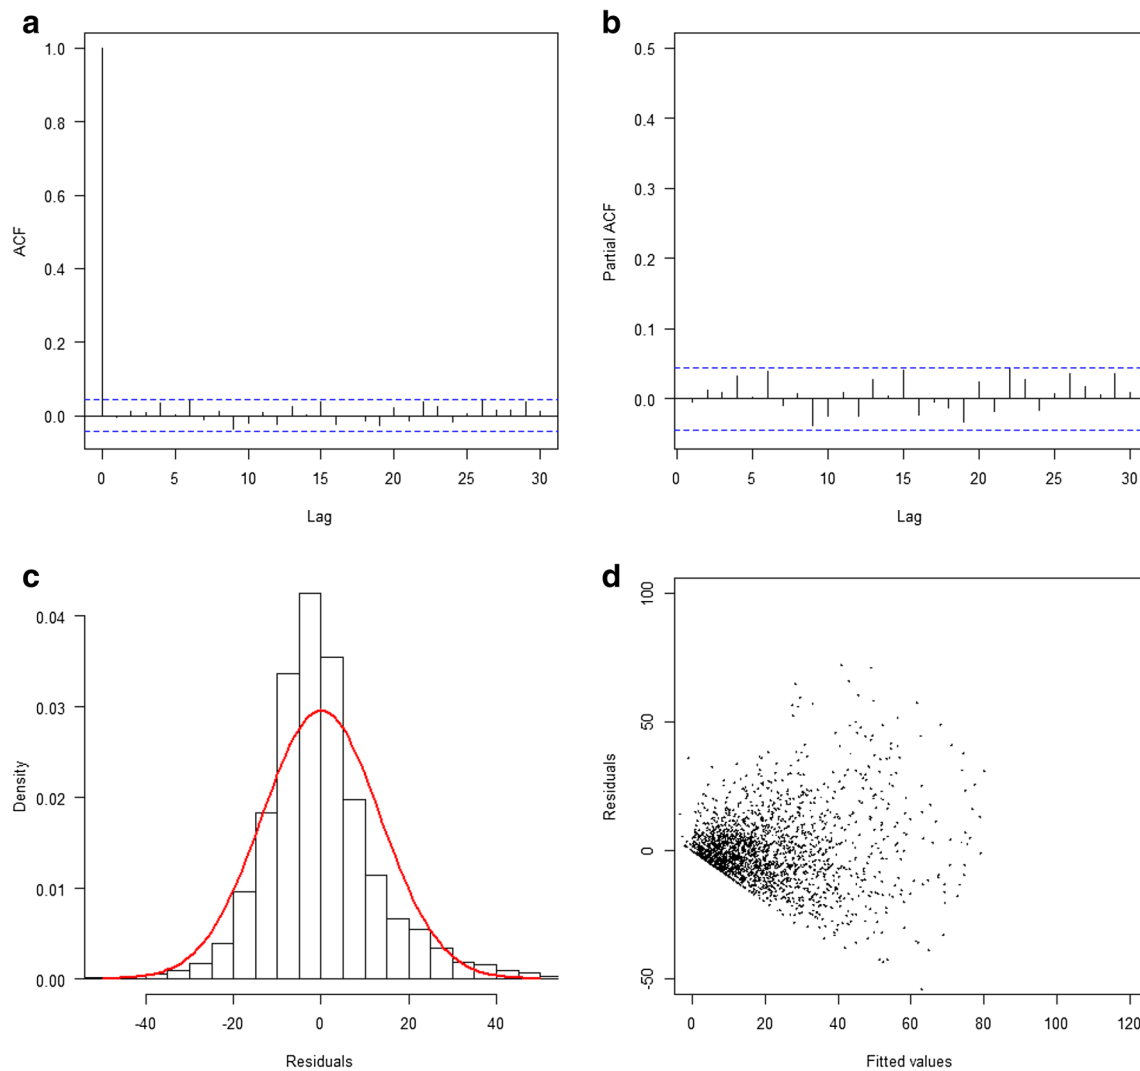 a
1.0
0.8
0.6
0.4
0.2
0.0
ACF
0 5 10 15 20 25 30
Lag
b
0.5
0.4
0.3
0.2
0.1
0.0
Partial ACF
0 5 10 15 20 25 30
Lag
c
0.04
0.03
0.02
0.01
0.00
Density
-40 -20 0 20 40
Residuals
d
100
50
0
-50
Residuals
0 20 40 60 80 100 120
Fitted values